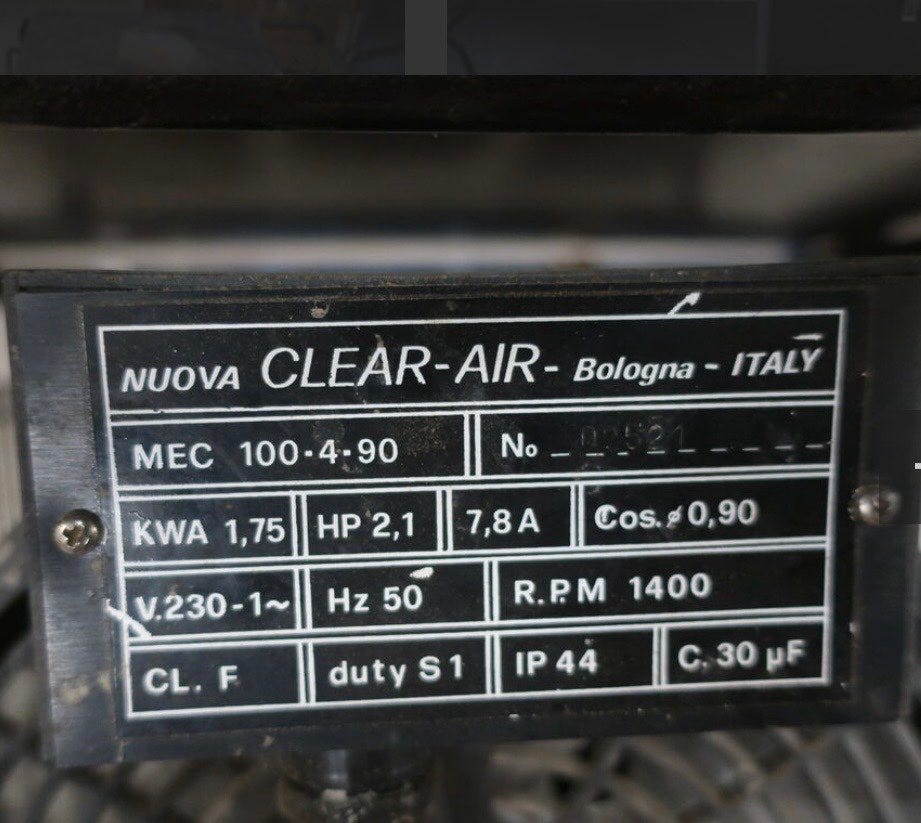 NUOVA CLEAR-AIR- Bologna - ITALY
MEC 100·4·90 No
KWA 1,75 HP 2,1 7,8 A Cos.ø 0,90
V.230-1~ Hz 50 R.P.M 1400
CL. F duty S 1 IP 44 C. 30 µF